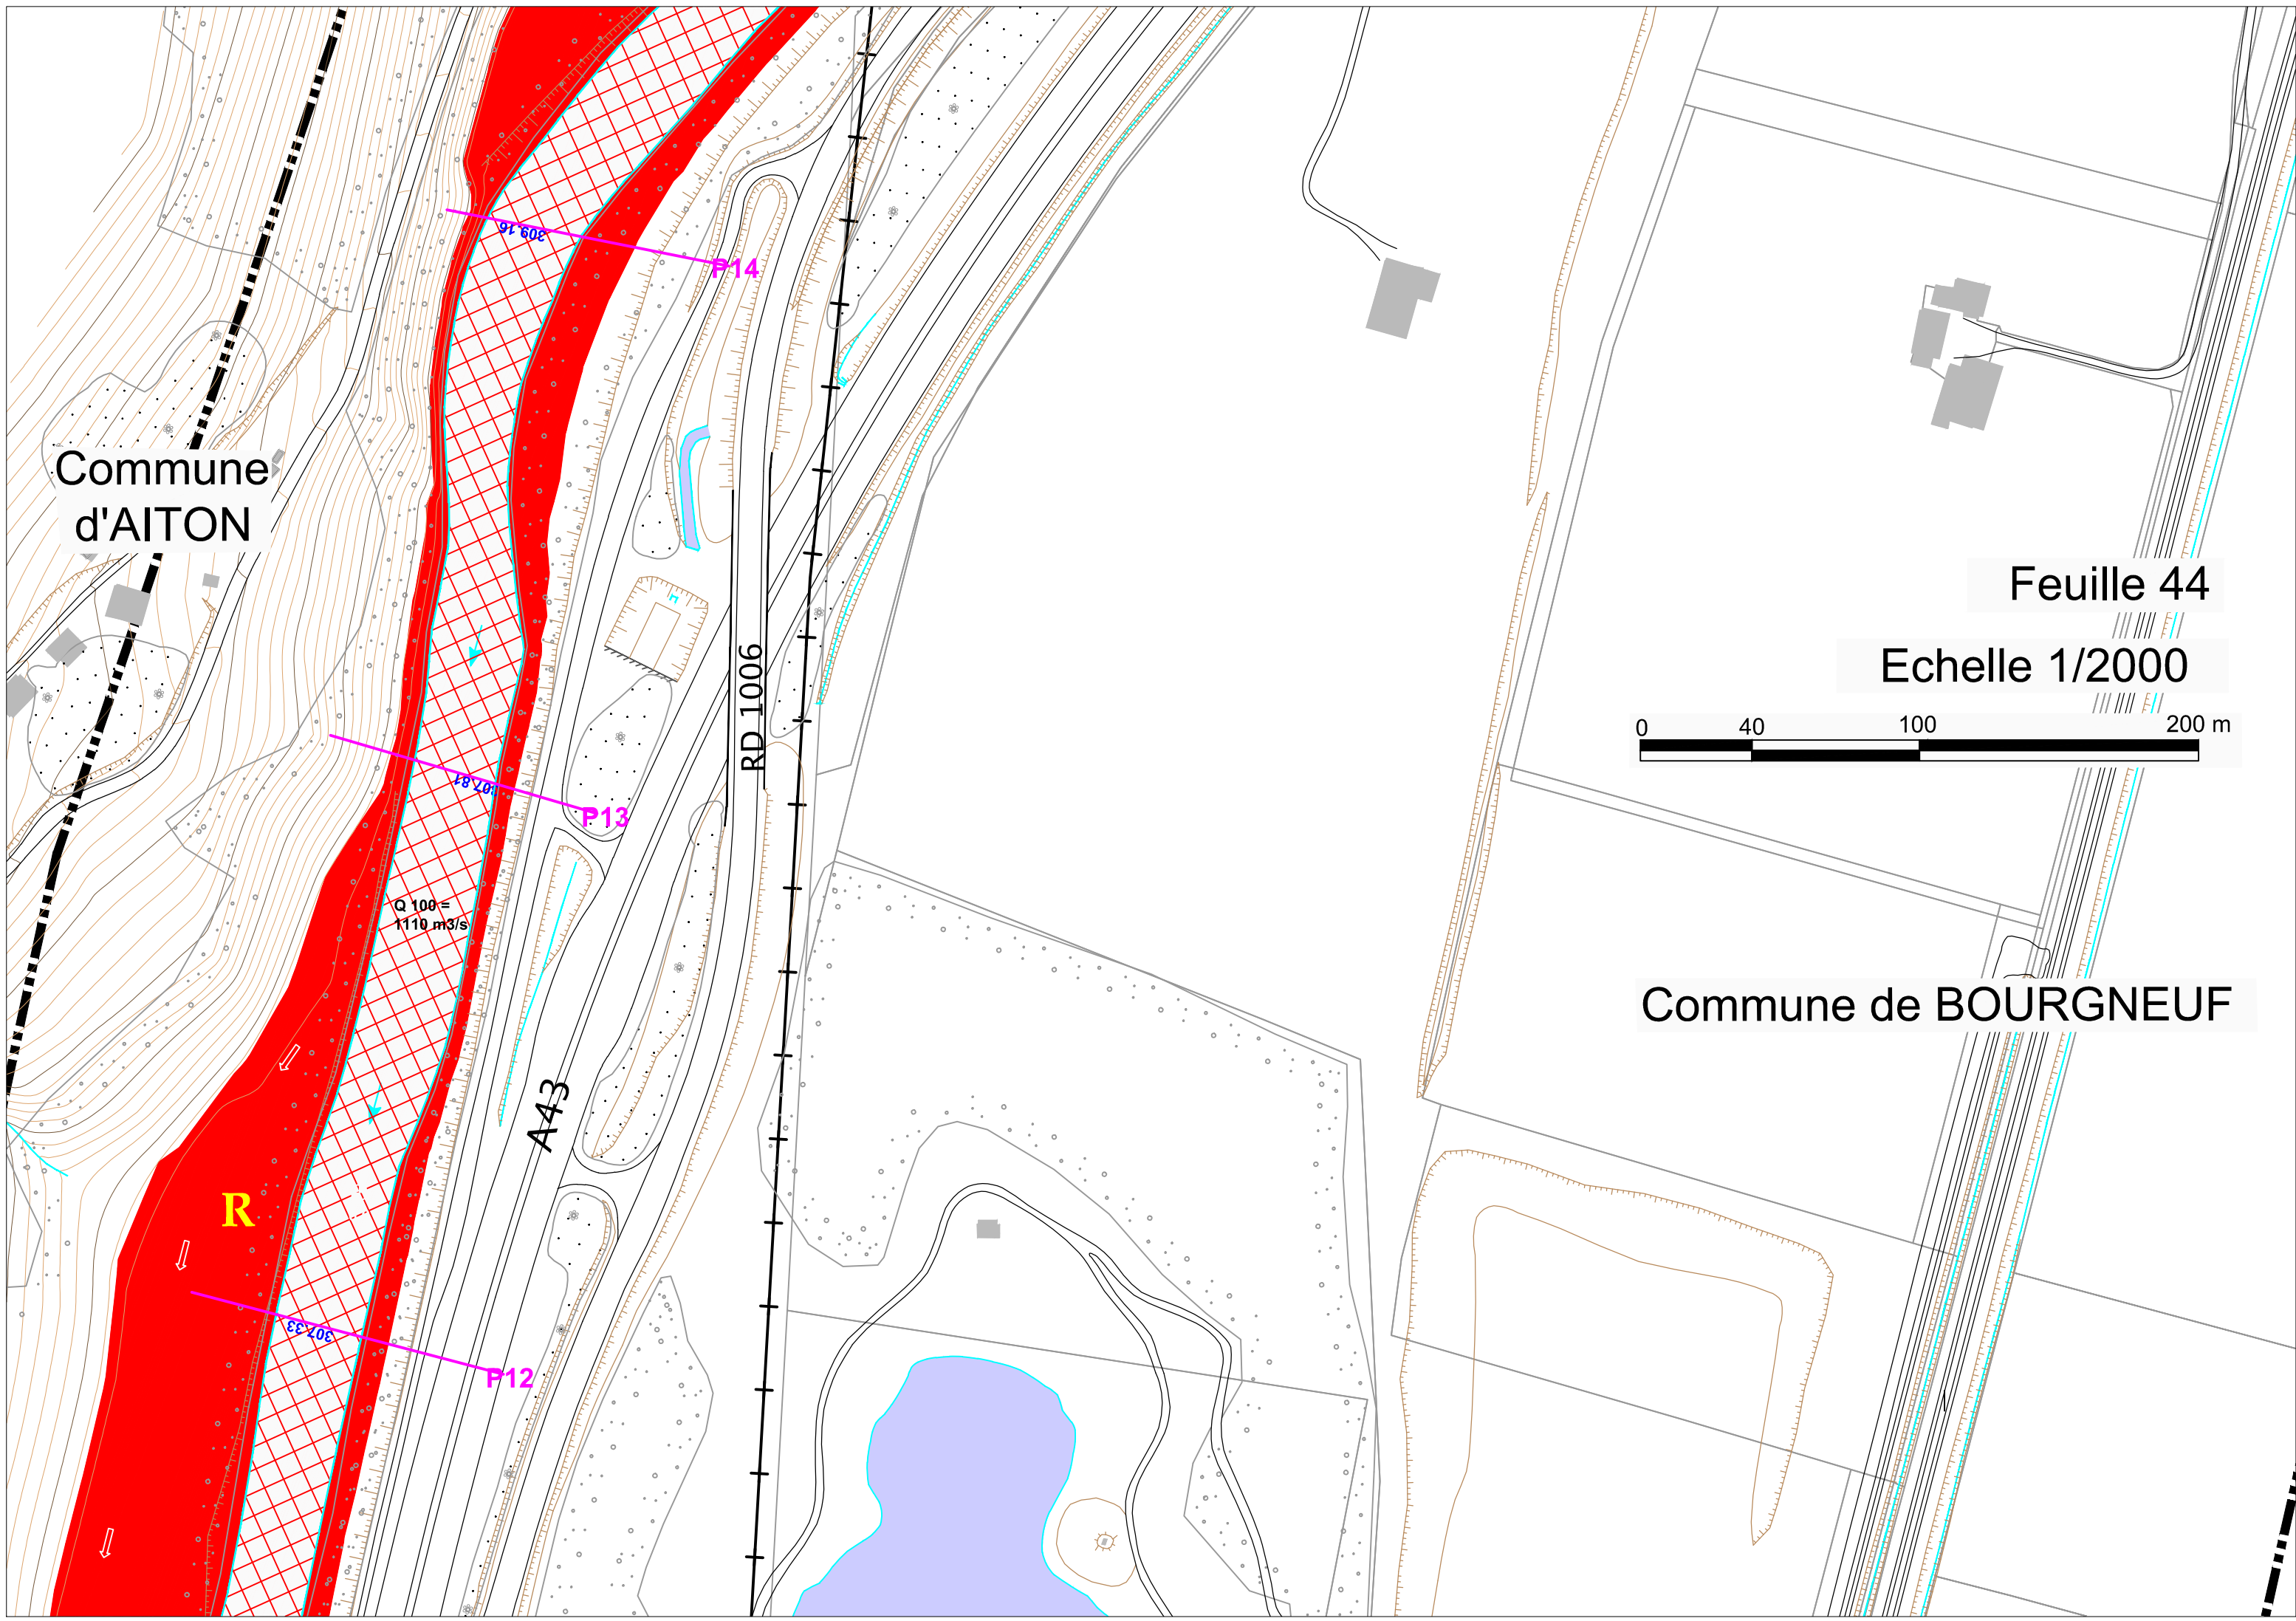 309.16
P14
Commune
d'AITON
Feuille 44
Echelle 1/2000
RD 1006
0 40 100 200 m
307.81
P13
Q 100 =
1110 m3/s
Commune de BOURGNEUF
A43
R
307.33
P12